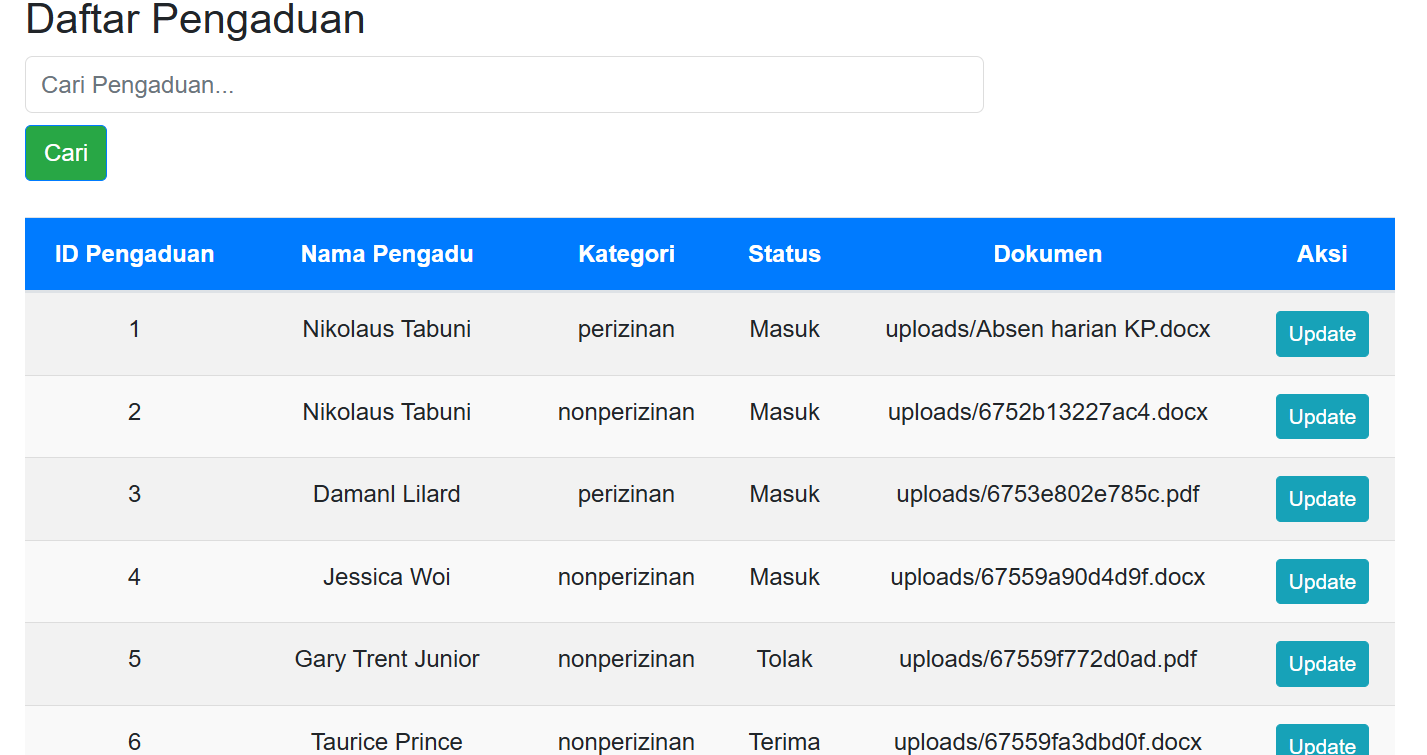 Daftar Pengaduan
Cari Pengaduan...
Cari
ID Pengaduan Nama Pengadu Kategori Status Dokumen Aksi
1 Nikolaus Tabuni perizinan Masuk uploads/Absen harian KP.docx Update
2 Nikolaus Tabuni nonperizinan Masuk uploads/6752b13227ac4.docx Update
3 Damanl Lilard perizinan Masuk uploads/6753e802e785c.pdf Update
4 Jessica Woi nonperizinan Masuk uploads/67559a90d4d9f.docx Update
5 Gary Trent Junior nonperizinan Tolak uploads/67559f772d0ad.pdf Update
6 Taurice Prince nonperizinan Terima uploads/67559fa3dbd0f.docx Update